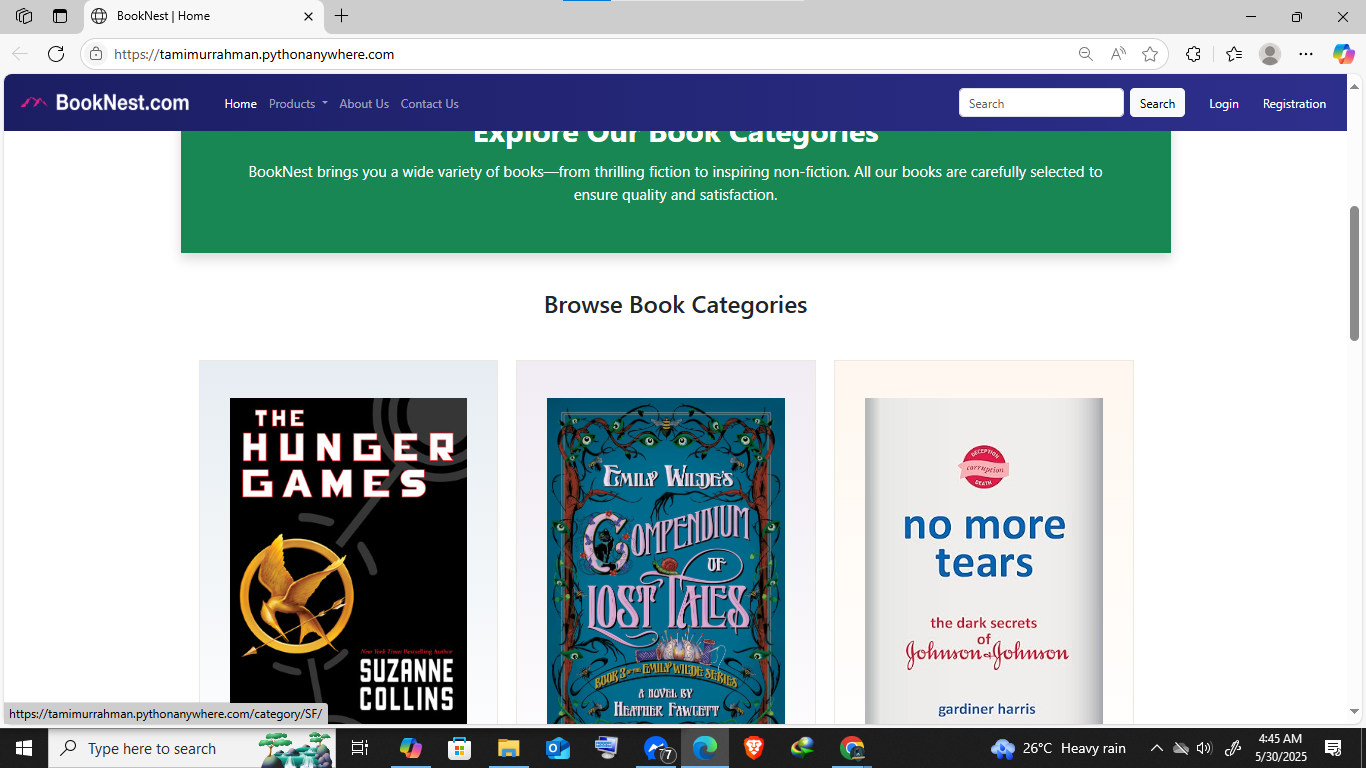 BookNest | Home
https://tamimurrahman.pythonanywhere.com
BookNest.com
Home
Products
About Us
Contact Us
Search
Search
Login
Registration
Explore Our Book Categories
BookNest brings you a wide variety of books—from thrilling fiction to inspiring non-fiction. All our books are carefully selected to
ensure quality and satisfaction.
Browse Book Categories
THE
HUNGER
GAMES
New York Times Bestselling Author
SUZANNE
COLLINS
EMILY WILDE'S
COMPENDIUM
OF
LOST TALES
BOOK 3 OF THE EMILY WILDE SERIES
A NOVEL BY
HEATHER FAWCETT
DECEPTION
corruption
DEATH
no more
tears
the dark secrets
of
Johnson & Johnson
gardiner harris
https://tamimurrahman.pythonanywhere.com/category/SF/
Type here to search
7
26°C Heavy rain
4:45 AM
5/30/2025